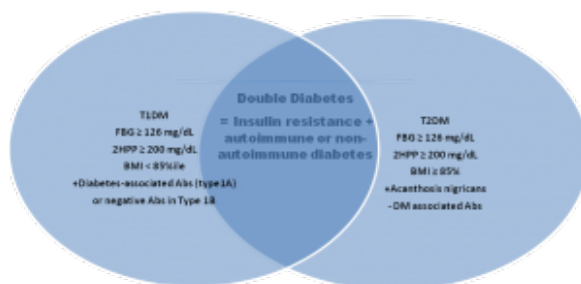 T1DM
FBG ≥ 126 mg/dL
2HPP ≥ 200 mg/dL
BMI < 85%ile
+Diabetes-associated Abs (type1A)
or negative Abs in Type 1B
Double Diabetes
= Insulin resistance +
autoimmune or non-
autoimmune diabetes
T2DM
FBG ≥ 126 mg/dL
2HPP ≥ 200 mg/dL
BMI ≥ 85%
+Acanthosis nigricans
- DM associated Abs